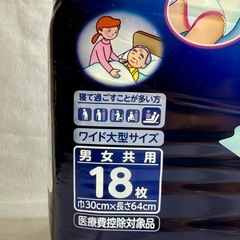 寝て過ごすことが多い方
ワイド大型サイズ
男女共用
18枚
巾30cm×長さ64cm
医療費控除対象品